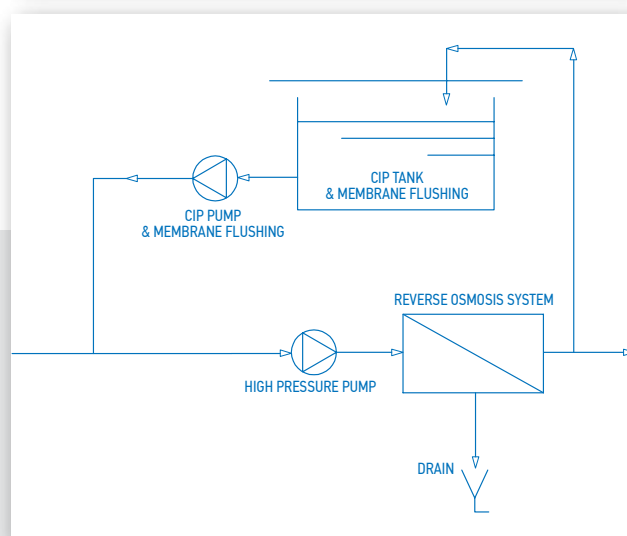 CIP TANK
& MEMBRANE FLUSHING
CIP PUMP
& MEMBRANE FLUSHING
REVERSE OSMOSIS SYSTEM
HIGH PRESSURE PUMP
DRAIN